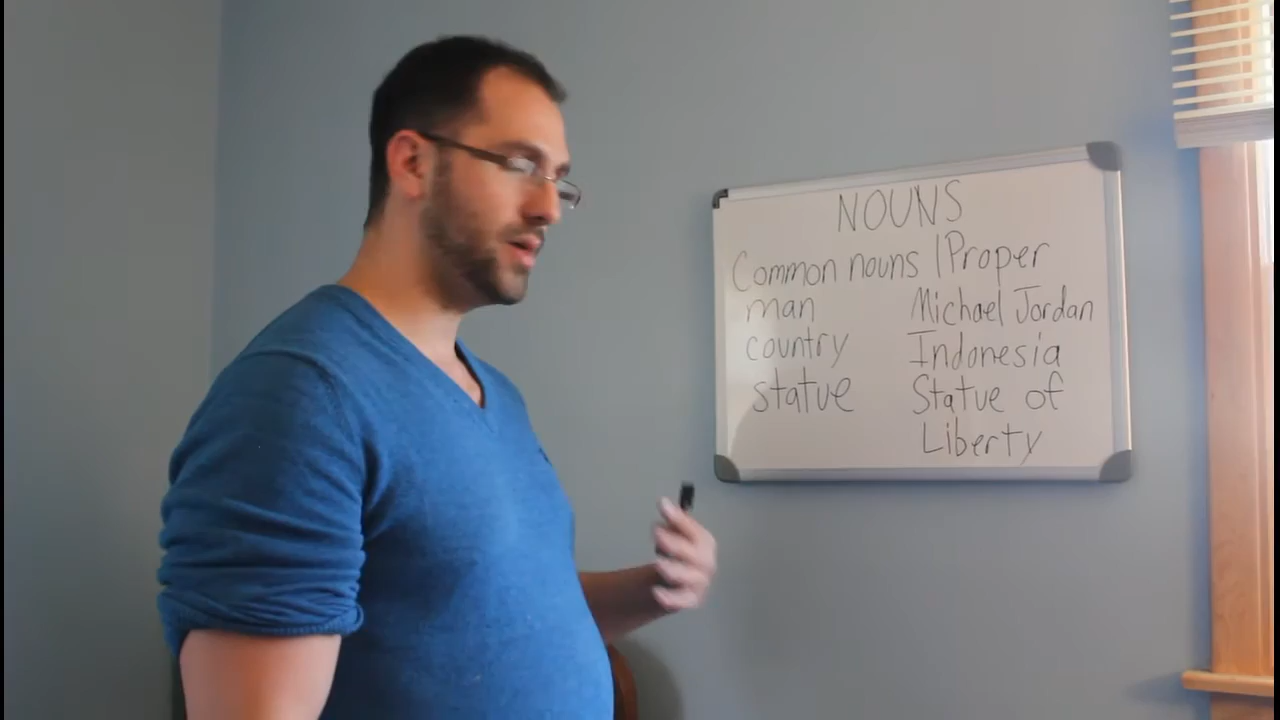 NOUNS
Common nouns | Proper
man Michael Jordan
country Indonesia
statue Statue of
Liberty